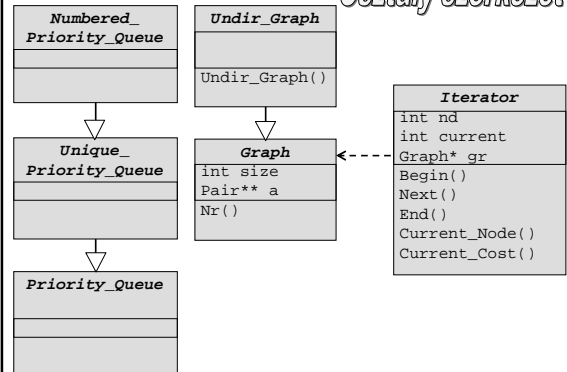 Numbered_
Priority_Queue
Undir_Graph
Undir_Graph()
Unique_
Priority_Queue
Graph
int size
Pair** a
Nr()
Iterator
int nd
int current
Graph* gr
Begin()
Next()
End()
Current_Node()
Current_Cost()
Priority_Queue